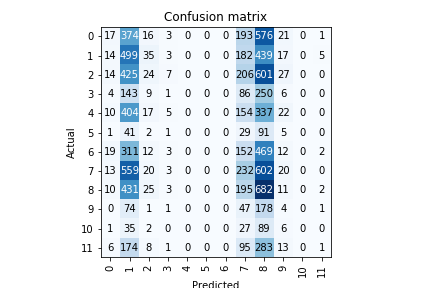 Confusion matrix
0 17 374 16 3 0 0 0 193 576 21 0 1
1 14 499 35 3 0 0 0 182 439 17 0 5
2 14 425 24 7 0 0 0 206 601 27 0 0
3 4 143 9 1 0 0 0 86 250 6 0 0
4 10 404 17 5 0 0 0 154 337 22 0 0
5 1 41 2 1 0 0 0 29 91 5 0 0
6 19 311 12 3 0 0 0 152 469 12 0 2
7 13 559 20 3 0 0 0 232 602 20 0 0
8 10 431 25 3 0 0 0 195 682 11 0 2
9 0 74 1 1 0 0 0 47 178 4 0 1
10 1 35 2 0 0 0 0 27 89 6 0 0
11 6 174 8 1 0 0 0 95 283 13 0 1
0 1 2 3 4 5 6 7 8 9 10 11
Actual
Predicted